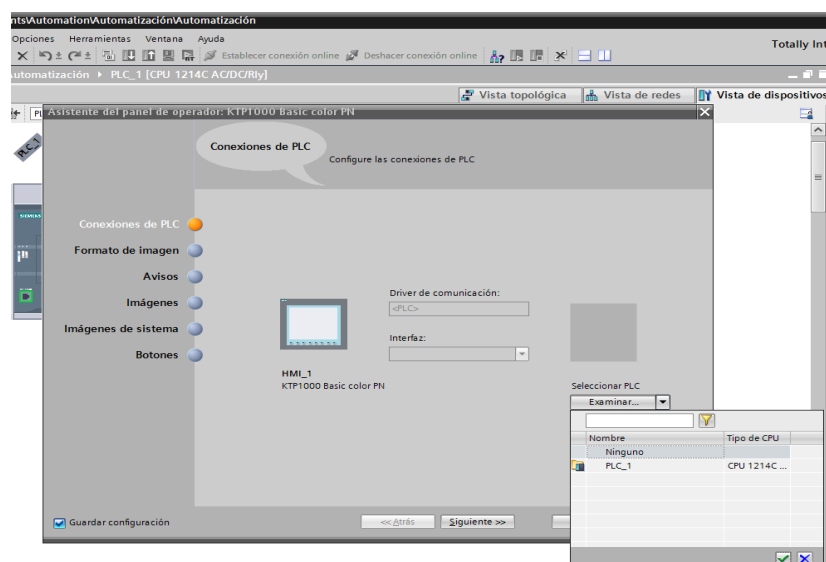 nts\Automation\Automatización\Aut​omatización
Opciones Herramientas Ventana Ayuda
Establecer conexión online Deshacer conexión online
Totally Int
utomatización ▸ PLC_1 [CPU 1214C AC/DC/Rly]
Vista topológica Vista de redes Vista de dispositivos
Asistente del panel de operador: KTP1000 Basic color PN
PLC_1
Conexiones de PLC
Configure las conexiones de PLC
SIEMENS
Conexiones de PLC
Formato de imagen
Avisos
Imágenes
Imágenes de sistema
Botones
Driver de comunicación:
<PLC>
Interfaz:
HMI_1
KTP1000 Basic color PN
Seleccionar PLC
Examinar...
Nombre Tipo de CPU
Ninguno
PLC_1 CPU 1214C ...
Guardar configuración
<< Atrás Siguiente >>